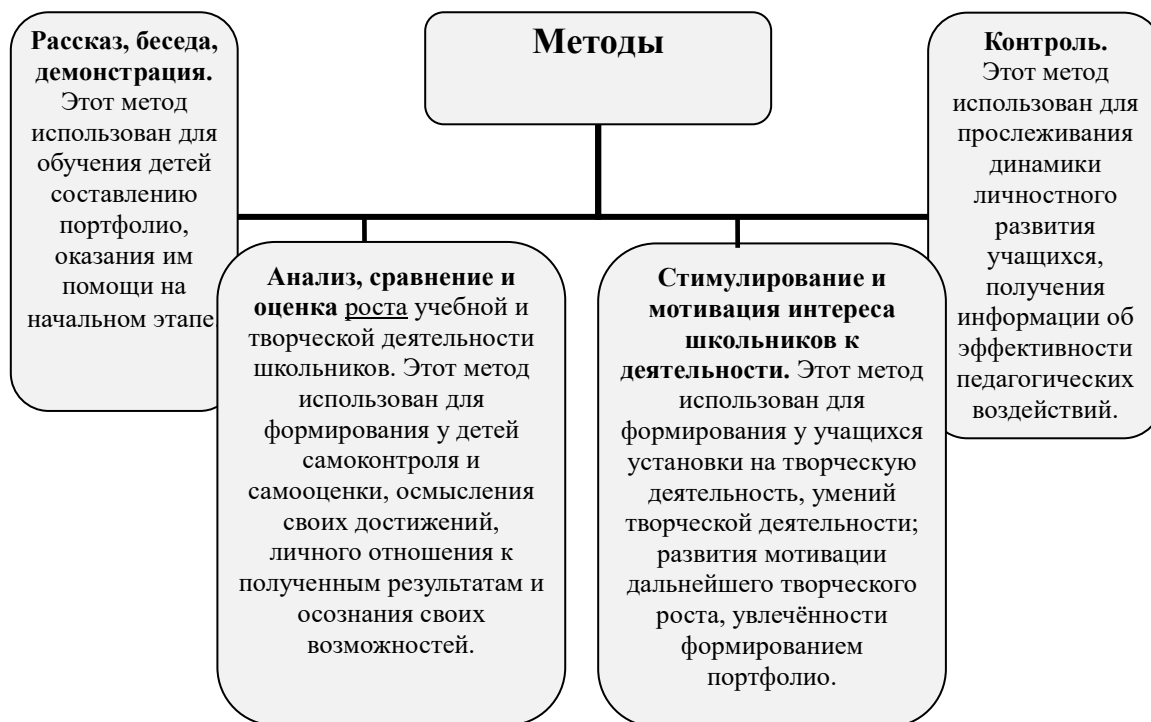 Методы
Рассказ, беседа,
демонстрация.
Этот метод
использован для
обучения детей
составлению
портфолио,
оказания им
помощи на
начальном этапе.
Анализ, сравнение и
оценка роста учебной и
творческой деятельности
школьников. Этот метод
использован для
формирования у детей
самоконтроля и
самооценки, осмысления
своих достижений,
личного отношения к
полученным результатам и
осознания своих
возможностей.
Стимулирование и
мотивация интереса
школьников к
деятельности. Этот метод
использован для
формирования у учащихся
установки на творческую
деятельность, умений
творческой деятельности;
развития мотивации
дальнейшего творческого
роста, увлечённости
формированием
портфолио.
Контроль.
Этот метод
использован для
прослеживания
динамики
личностного
развития
учащихся,
получения
информации об
эффективности
педагогических
воздействий.